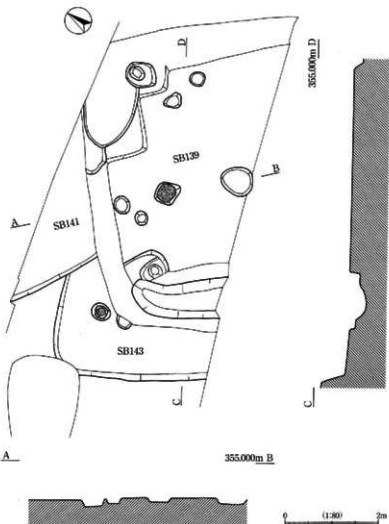 D
355.000m D
SB139
B
A
SB141
SB143
C
C
A
355.000m B
0 (1:80) 2m